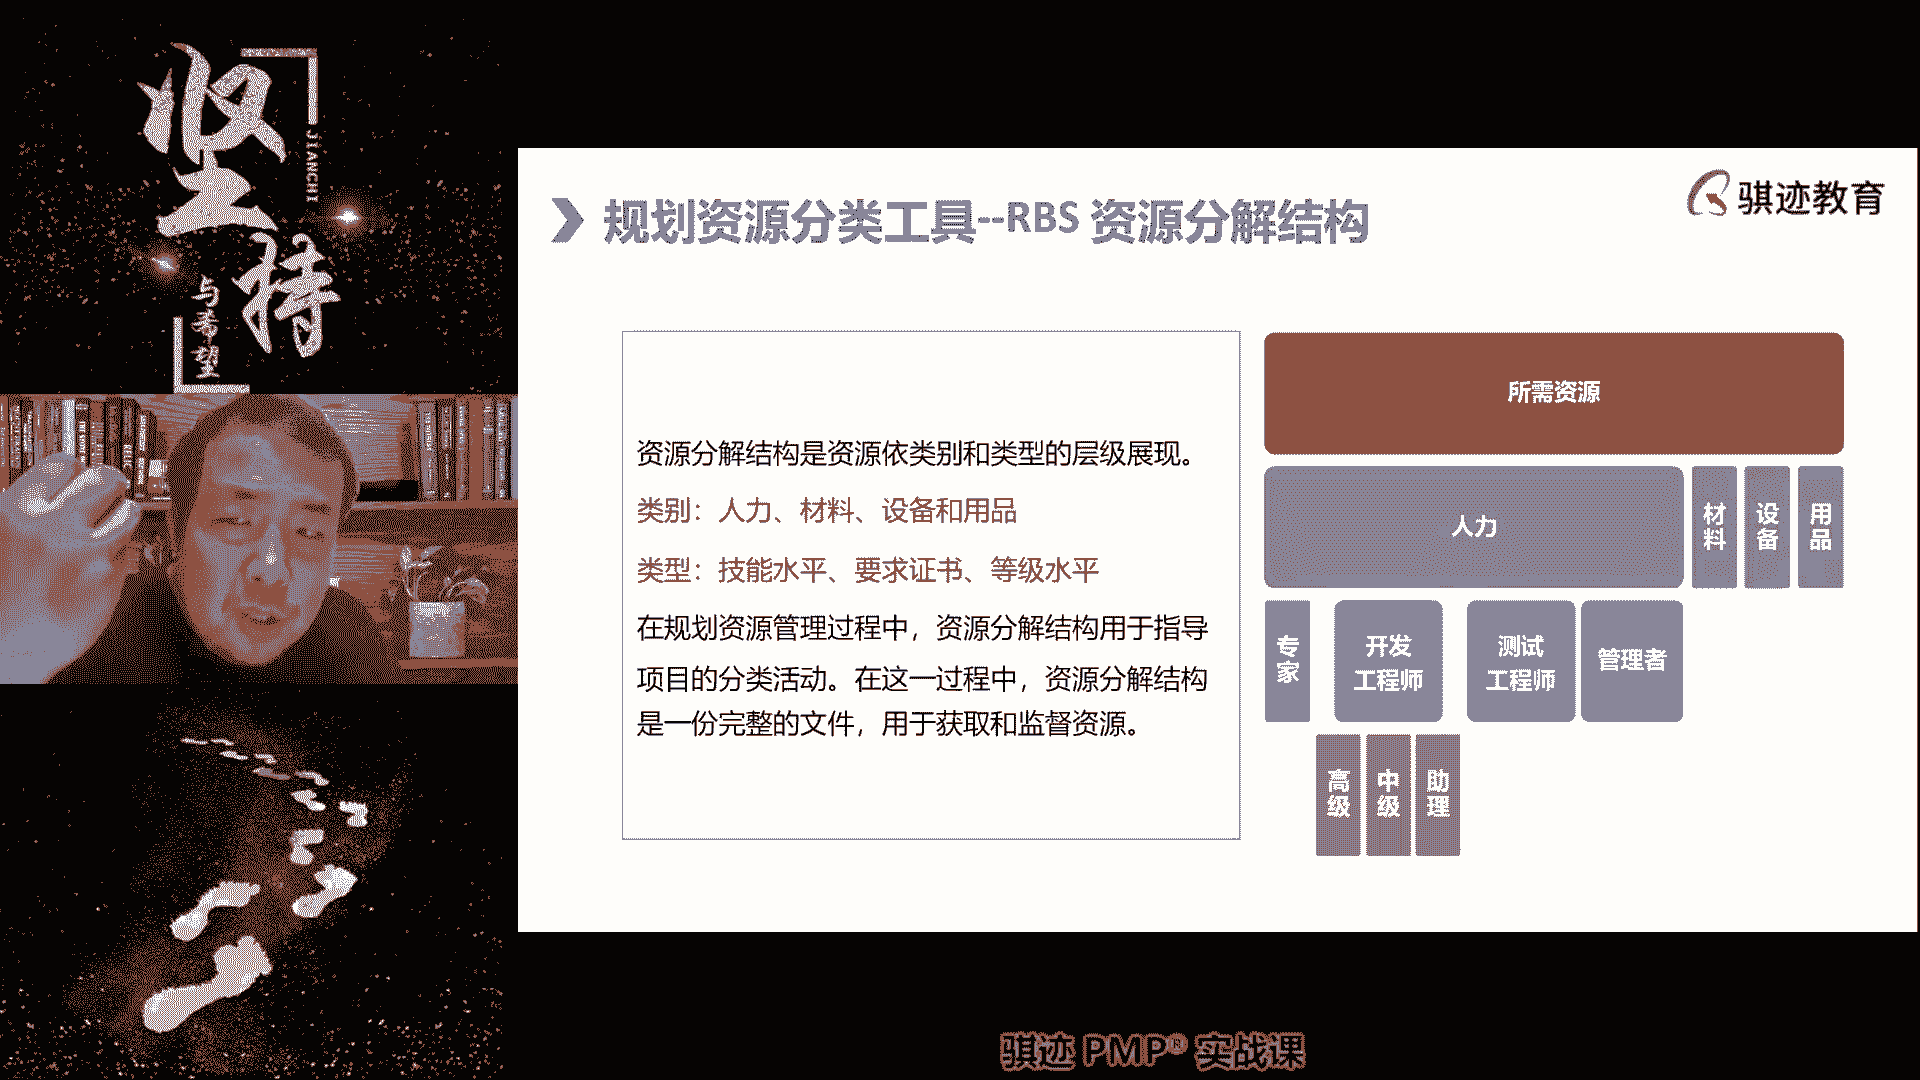 坚持
JIANCHI
与希望
规划资源分类工具--RBS 资源分解结构
骐迹教育
资源分解结构是资源依类别和类型的层级展现。
类别：人力、材料、设备和用品
类型：技能水平、要求证书、等级水平
在规划资源管理过程中，资源分解结构用于指导
项目的分类活动。在这一过程中，资源分解结构
是一份完整的文件，用于获取和监督资源。
所需资源
人力
材料
设备
用品
专家
开发
工程师
测试
工程师
管理者
高级
中级
助理
骐迹 PMP® 实战课